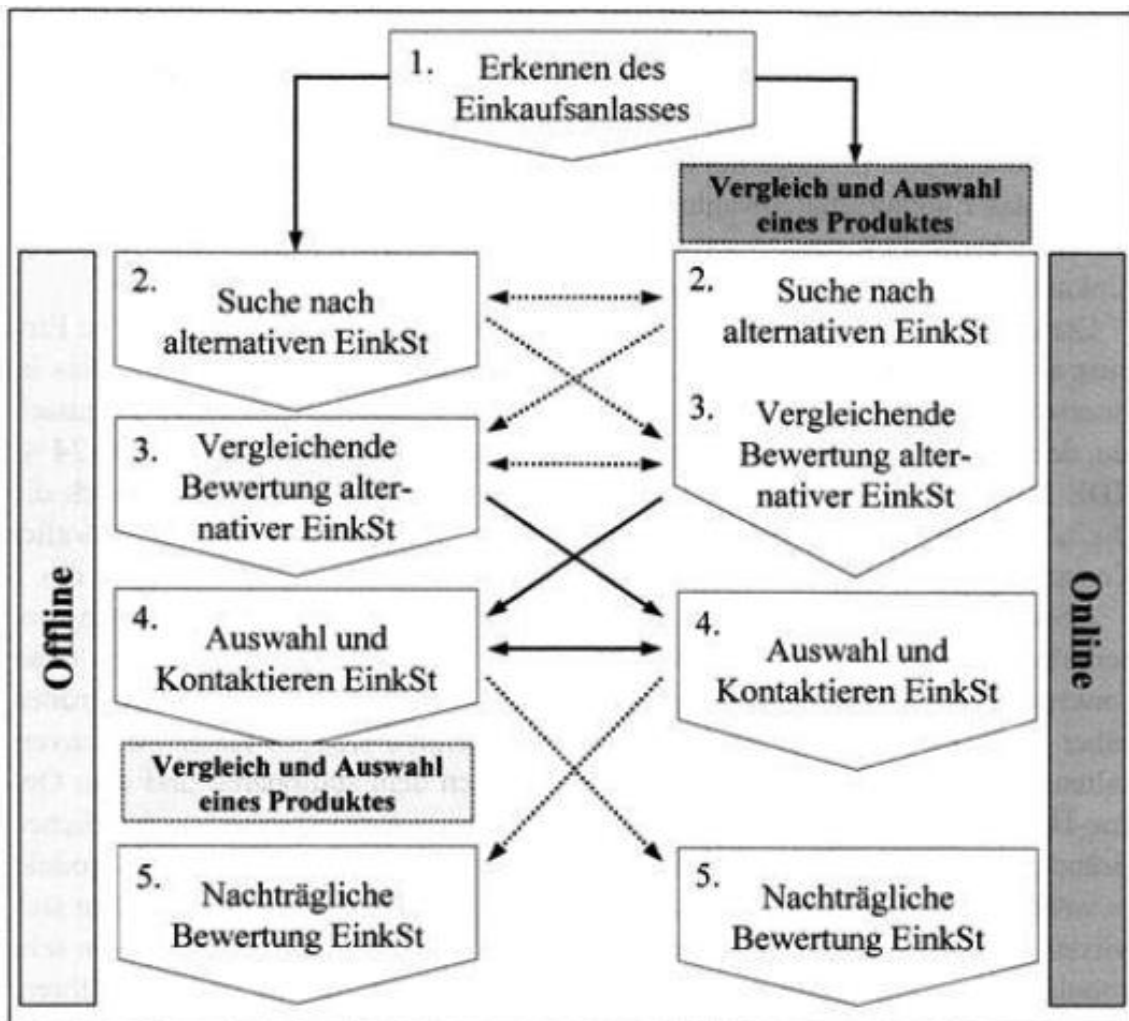 1. Erkennen des
Einkaufsanlasses
Vergleich und Auswahl
eines Produktes
Offline
2. Suche nach
alternativen EinkSt
3. Vergleichende
Bewertung alter-
nativer EinkSt
4. Auswahl und
Kontaktieren EinkSt
Vergleich und Auswahl
eines Produktes
5. Nachträgliche
Bewertung EinkSt
2. Suche nach
alternativen EinkSt
3. Vergleichende
Bewertung alter-
nativer EinkSt
4. Auswahl und
Kontaktieren EinkSt
5. Nachträgliche
Bewertung EinkSt
Online